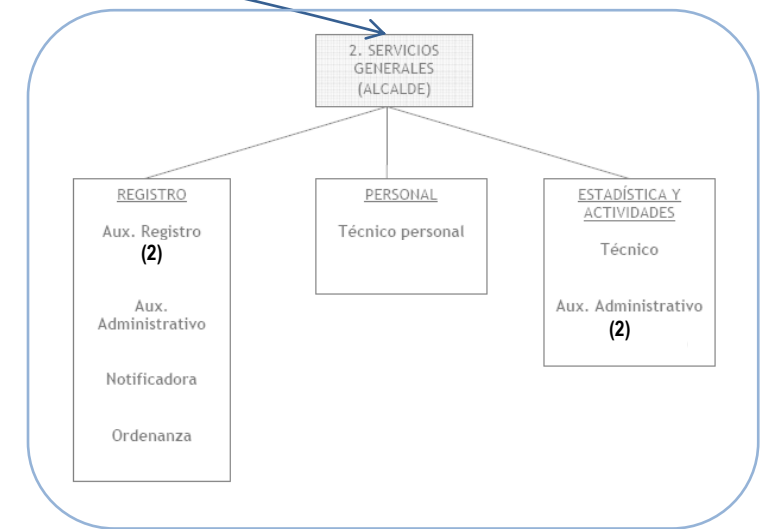 2. SERVICIOS
GENERALES
(ALCALDE)
REGISTRO
Aux. Registro
(2)
Aux.
Administrativo
Notificadora
Ordenanza
PERSONAL
Técnico personal
ESTADÍSTICA Y
ACTIVIDADES
Técnico
Aux. Administrativo
(2)